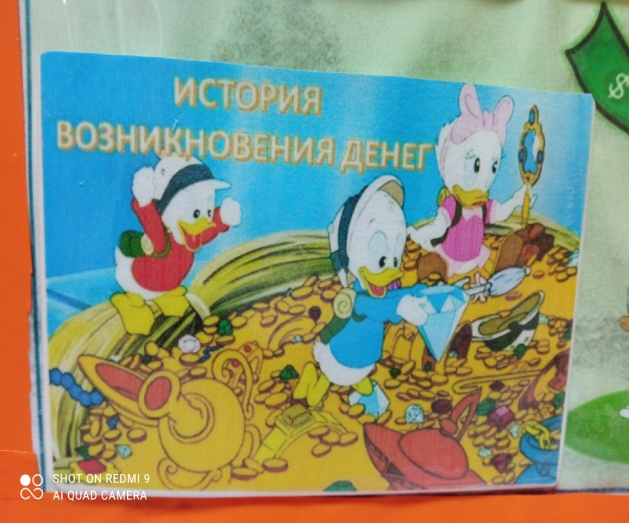 ИСТОРИЯ
ВОЗНИКНОВЕНИЯ ДЕНЕГ
$
SHOT ON REDMI 9
AI QUAD CAMERA